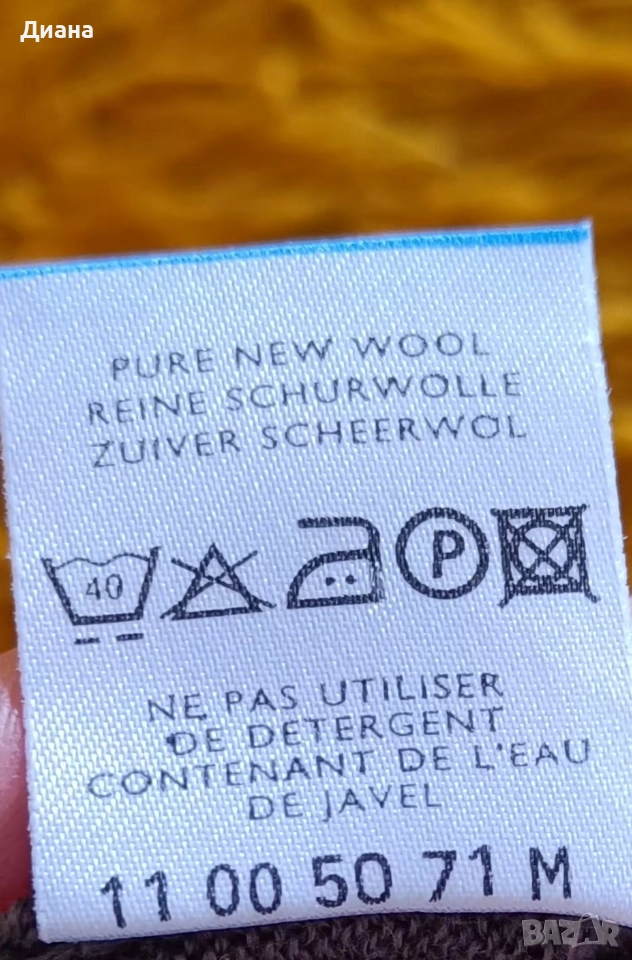 Диана
PURE NEW WOOL
REINE SCHURWOLLE
ZUIVER SCHEERWOL
40
P
NE PAS UTILISER
DE DETERGENT
CONTENANT DE L'EAU
DE JAVEL
11 00 50 71 M
BAZAR